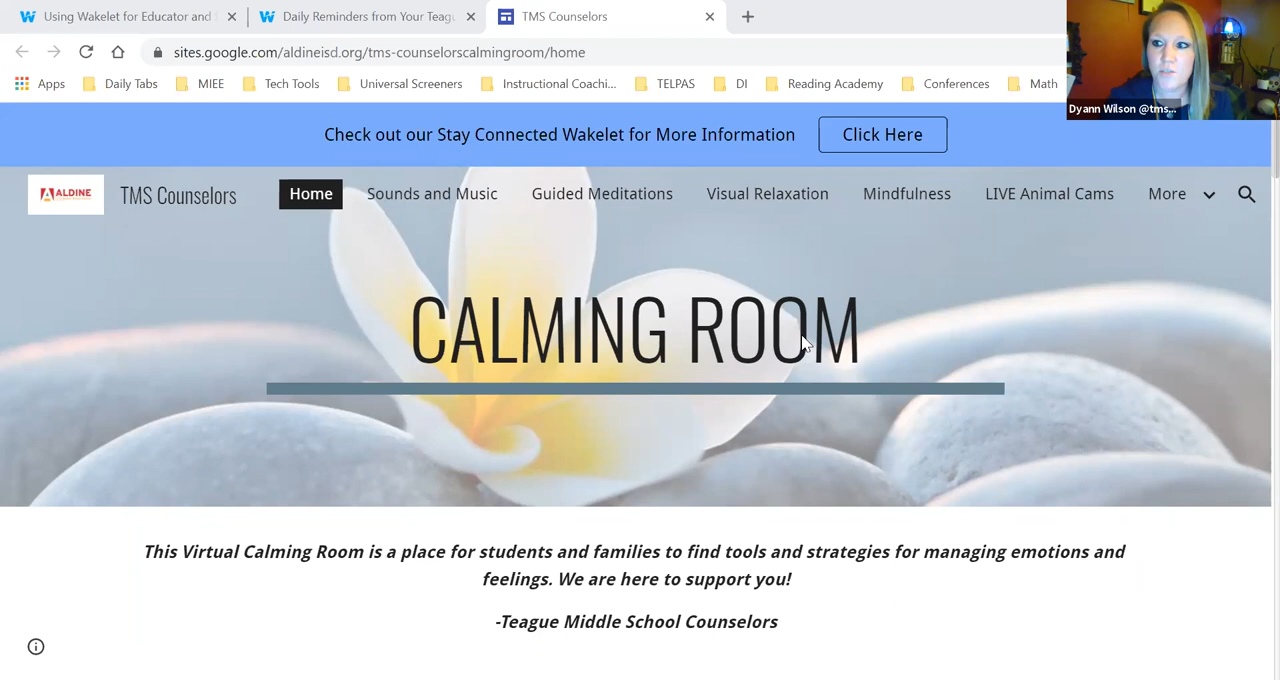 Using Wakelet for Educator and
Daily Reminders from Your Teagu
TMS Counselors
sites.google.com/aldineisd.org/tms-counselorscalmingroom/home
Apps Daily Tabs MIEE Tech Tools Universal Screeners Instructional Coachi... TELPAS DI Reading Academy Conferences Math
Dyann Wilson @tms...
Check out our Stay Connected Wakelet for More Information Click Here
ALDINE
TMS Counselors Home Sounds and Music Guided Meditations Visual Relaxation Mindfulness LIVE Animal Cams More
CALMING ROOM
This Virtual Calming Room is a place for students and families to find tools and strategies for managing emotions and
feelings. We are here to support you!
-Teague Middle School Counselors